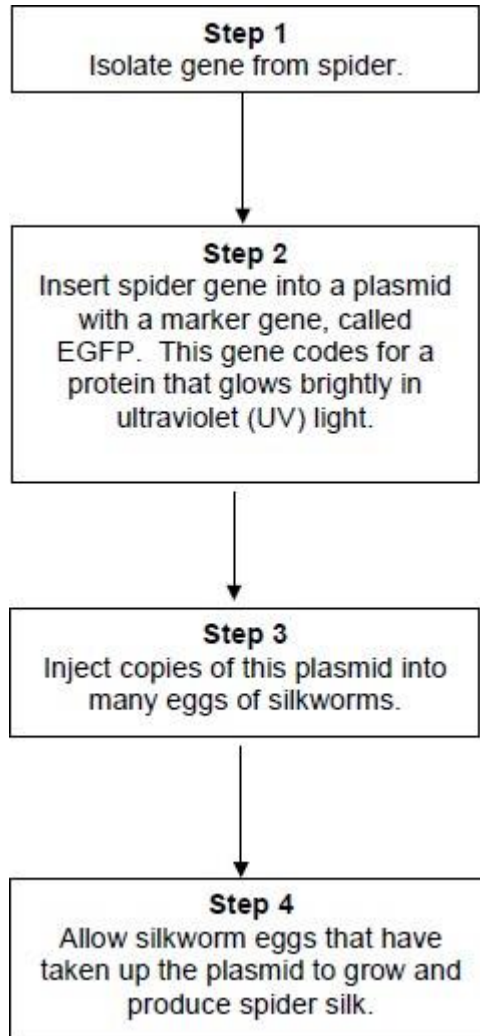 Step 1
Isolate gene from spider.
Step 2
Insert spider gene into a plasmid
with a marker gene, called
EGFP. This gene codes for a
protein that glows brightly in
ultraviolet (UV) light.
Step 3
Inject copies of this plasmid into
many eggs of silkworms.
Step 4
Allow silkworm eggs that have
taken up the plasmid to grow and
produce spider silk.